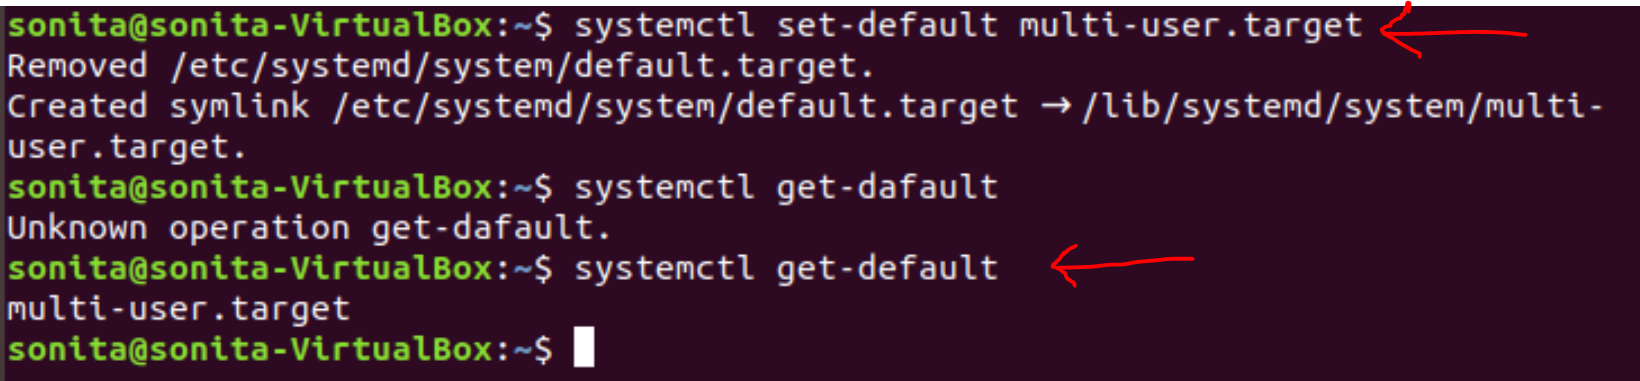 sonita@sonita-VirtualBox:~$ systemctl set-default multi-user.target
Removed /etc/systemd/system/default.target.
Created symlink /etc/systemd/system/default.target → /lib/systemd/system/multi-
user.target.
sonita@sonita-VirtualBox:~$ systemctl get-dafault
Unknown operation get-dafault.
sonita@sonita-VirtualBox:~$ systemctl get-default
multi-user.target
sonita@sonita-VirtualBox:~$